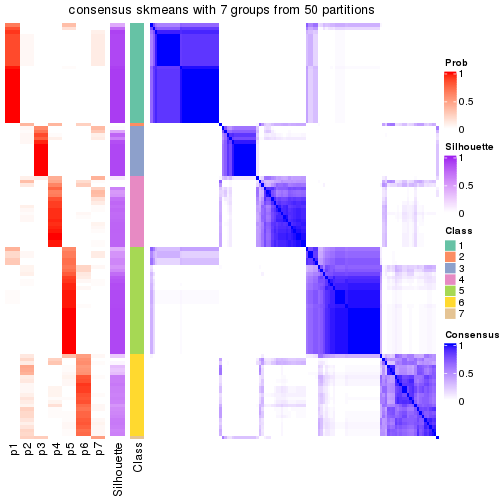 consensus skmeans with 7 groups from 50 partitions
Prob
1
0.5
0
Silhouette
1
0.5
0
Class
1
2
3
4
5
6
7
Consensus
1
0.5
0
p1 p2 p3 p4 p5 p6 p7 Silhouette Class